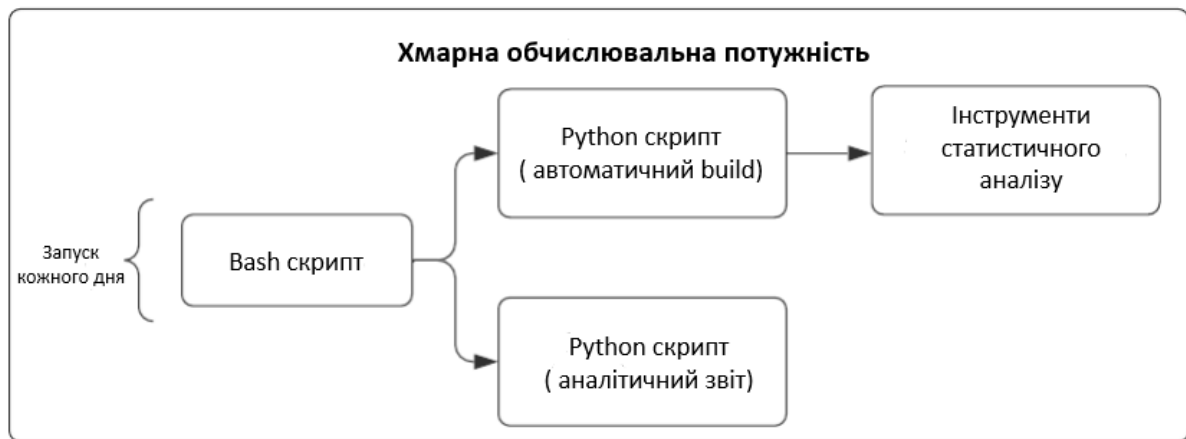 Хмарна обчислювальна потужність
Python скрипт
( автоматичний build)
Інструменти
статистичного
аналізу
Запуск
кожного дня
Bash скрипт
Python скрипт
( аналітичний звіт)